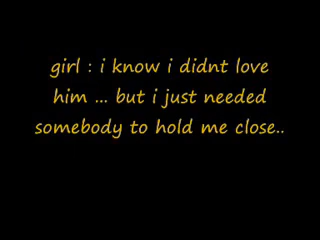 girl : i know i didnt love
him ... but i just needed
somebody to hold me close..